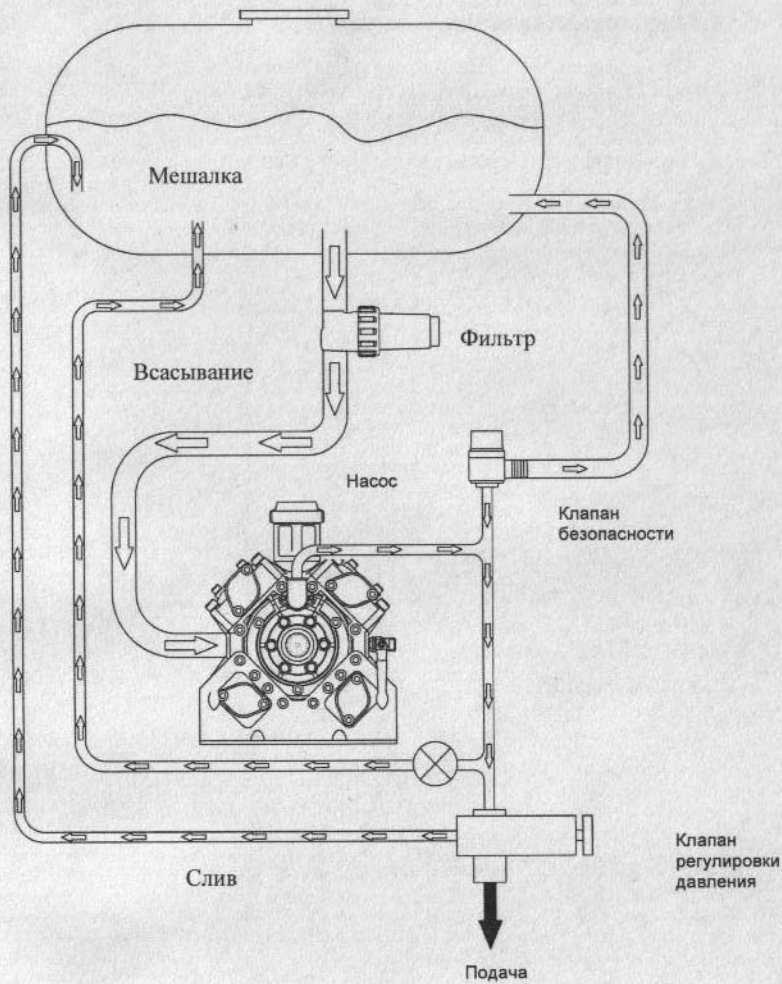 Мешалка
Фильтр
Всасывание
Насос
Клапан
безопасности
Клапан
регулировки
давления
Слив
Подача